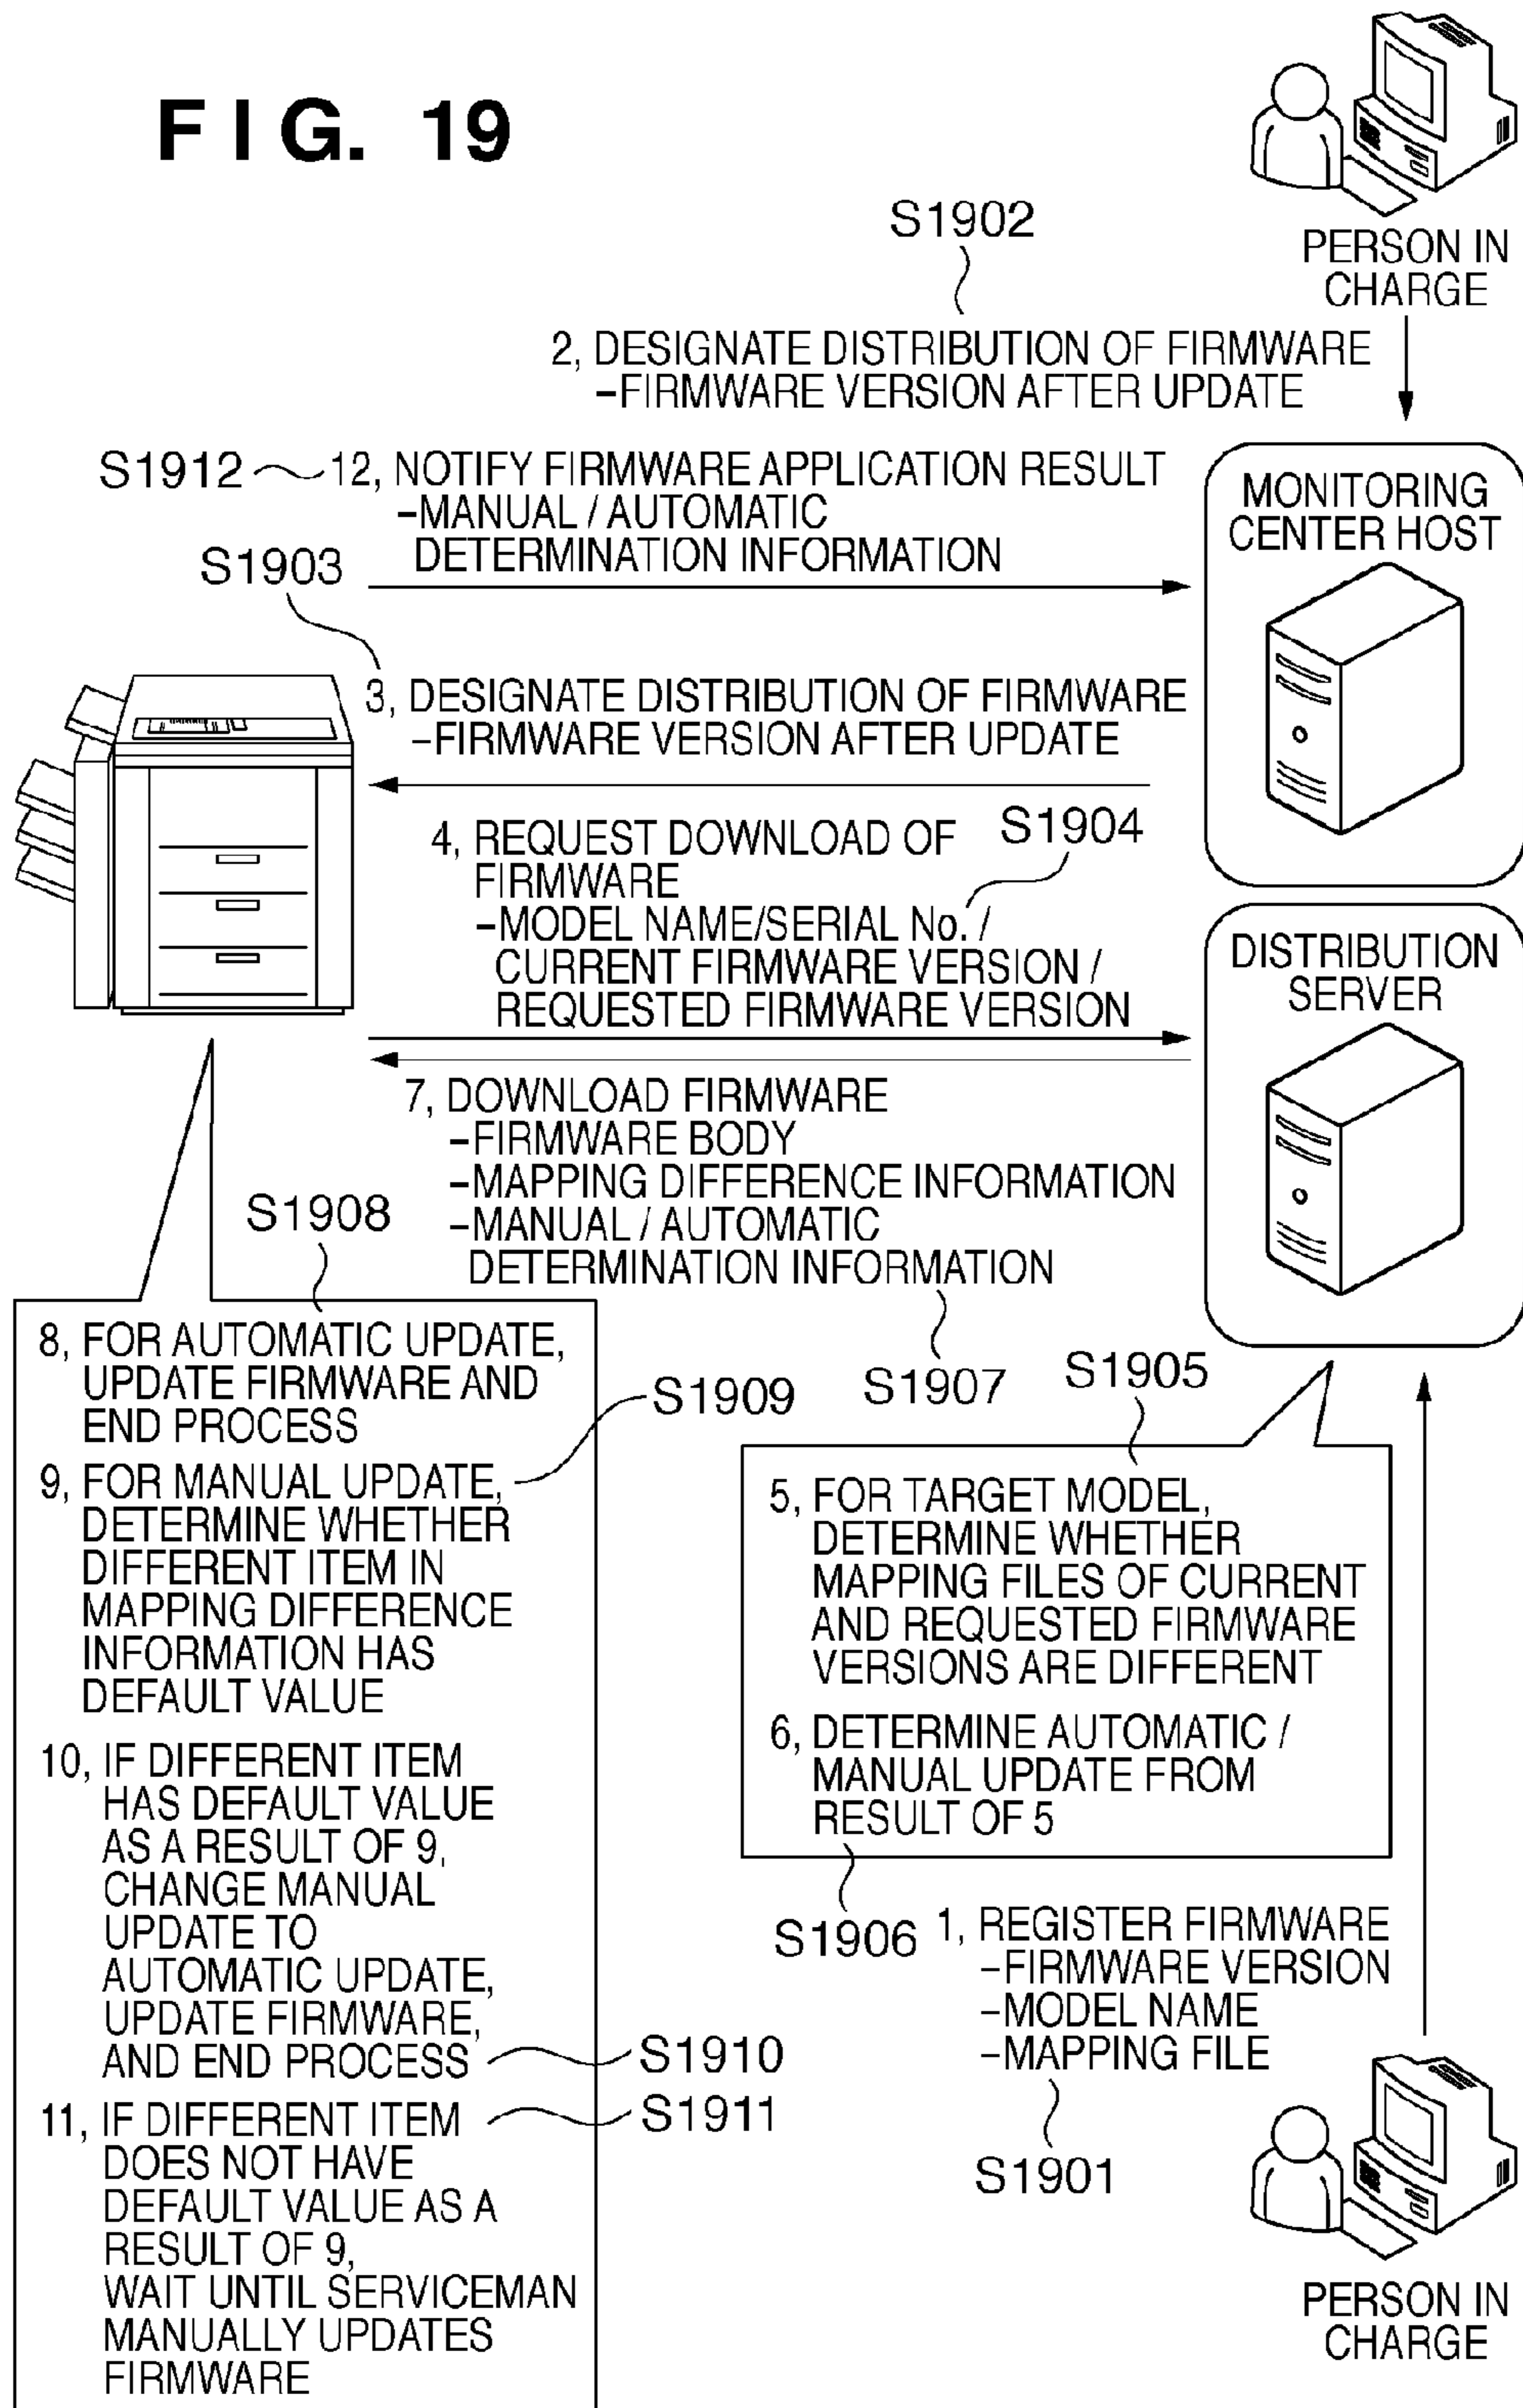 FIG. 19
PERSON IN
CHARGE
S1902
2, DESIGNATE DISTRIBUTION OF FIRMWARE
-FIRMWARE VERSION AFTER UPDATE
S1912
12, NOTIFY FIRMWARE APPLICATION RESULT
-MANUAL / AUTOMATIC
DETERMINATION INFORMATION
MONITORING
CENTER HOST
S1903
3, DESIGNATE DISTRIBUTION OF FIRMWARE
-FIRMWARE VERSION AFTER UPDATE
S1904
4, REQUEST DOWNLOAD OF
FIRMWARE
-MODEL NAME/SERIAL No. /
CURRENT FIRMWARE VERSION /
REQUESTED FIRMWARE VERSION
DISTRIBUTION
SERVER
7, DOWNLOAD FIRMWARE
-FIRMWARE BODY
-MAPPING DIFFERENCE INFORMATION
-MANUAL / AUTOMATIC
DETERMINATION INFORMATION
S1907
S1908
8, FOR AUTOMATIC UPDATE,
UPDATE FIRMWARE AND
END PROCESS
S1909
9, FOR MANUAL UPDATE,
DETERMINE WHETHER
DIFFERENT ITEM IN
MAPPING DIFFERENCE
INFORMATION HAS
DEFAULT VALUE
10, IF DIFFERENT ITEM
HAS DEFAULT VALUE
AS A RESULT OF 9,
CHANGE MANUAL
UPDATE TO
AUTOMATIC UPDATE,
UPDATE FIRMWARE,
AND END PROCESS
S1910
11, IF DIFFERENT ITEM
DOES NOT HAVE
DEFAULT VALUE AS A
RESULT OF 9,
WAIT UNTIL SERVICEMAN
MANUALLY UPDATES
FIRMWARE
S1911
S1905
5, FOR TARGET MODEL,
DETERMINE WHETHER
MAPPING FILES OF CURRENT
AND REQUESTED FIRMWARE
VERSIONS ARE DIFFERENT
6, DETERMINE AUTOMATIC /
MANUAL UPDATE FROM
RESULT OF 5
S1906
1, REGISTER FIRMWARE
-FIRMWARE VERSION
-MODEL NAME
-MAPPING FILE
S1901
PERSON IN
CHARGE